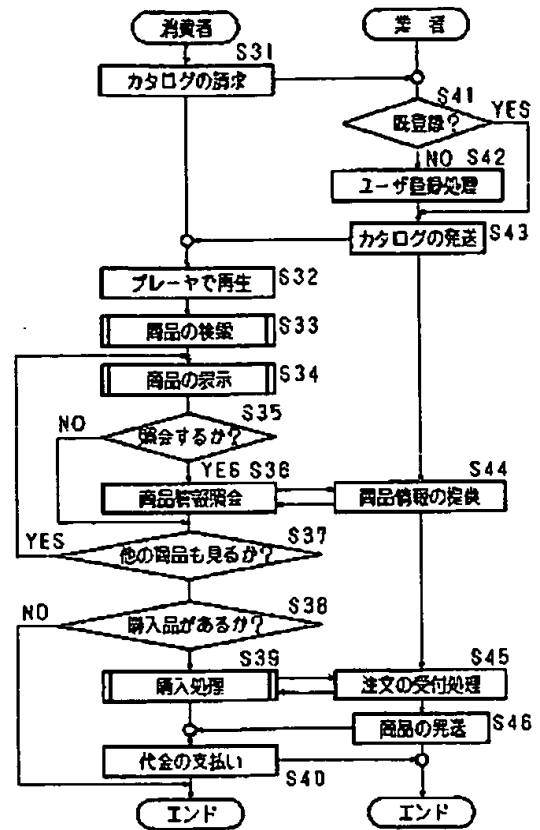 消費者
業者
S31
カタログの請求
S41
既登録?
YES
NO
S42
ユーザ登録処理
カタログの発送
S43
プレーヤで再生
S32
商品の検索
S33
商品の表示
S34
S35
NO
照会するか?
YES
S36
商品情報照会
S44
商品情報の提供
YES
S37
他の商品も見るか?
NO
S38
購入品があるか?
S39
購入処理
S45
注文の受付処理
商品の発送
S46
代金の支払い
S40
エンド
エンド